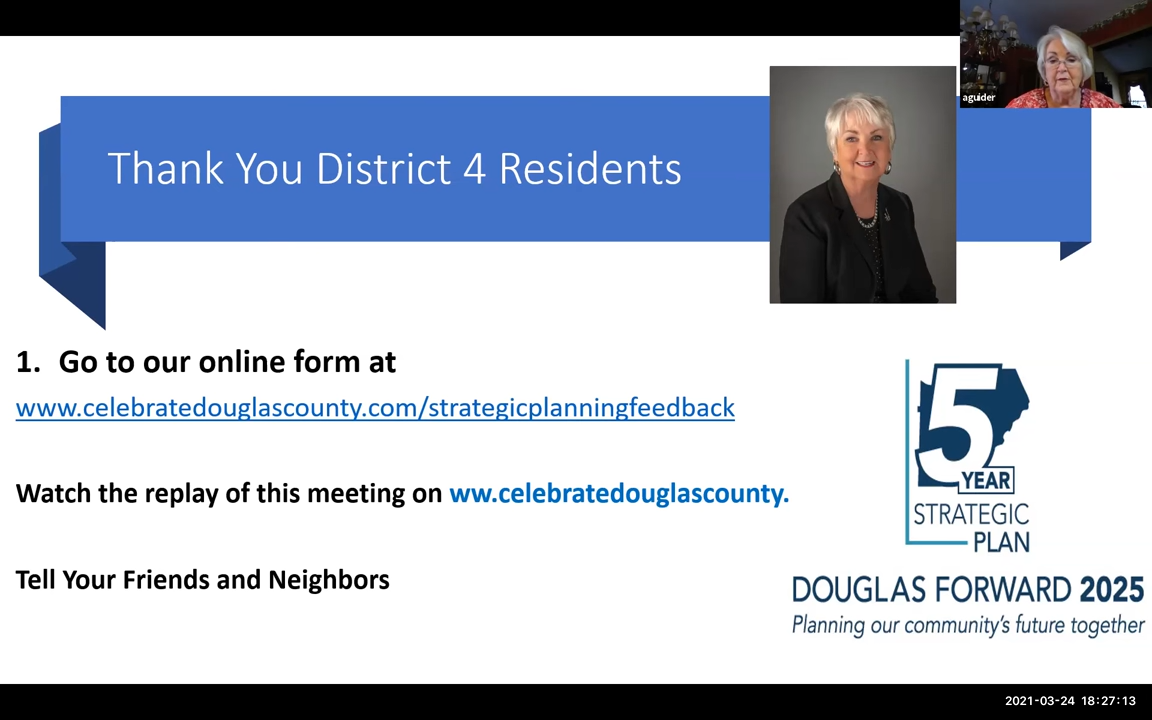 aguider
Thank You District 4 Residents
1. Go to our online form at
www.celebratedouglascounty.com/strategicplanningfeedback
Watch the replay of this meeting on ww.celebratedouglascounty.
Tell Your Friends and Neighbors
5
YEAR
STRATEGIC
PLAN
DOUGLAS FORWARD 2025
Planning our community's future together
2021-03-24 18:27:13